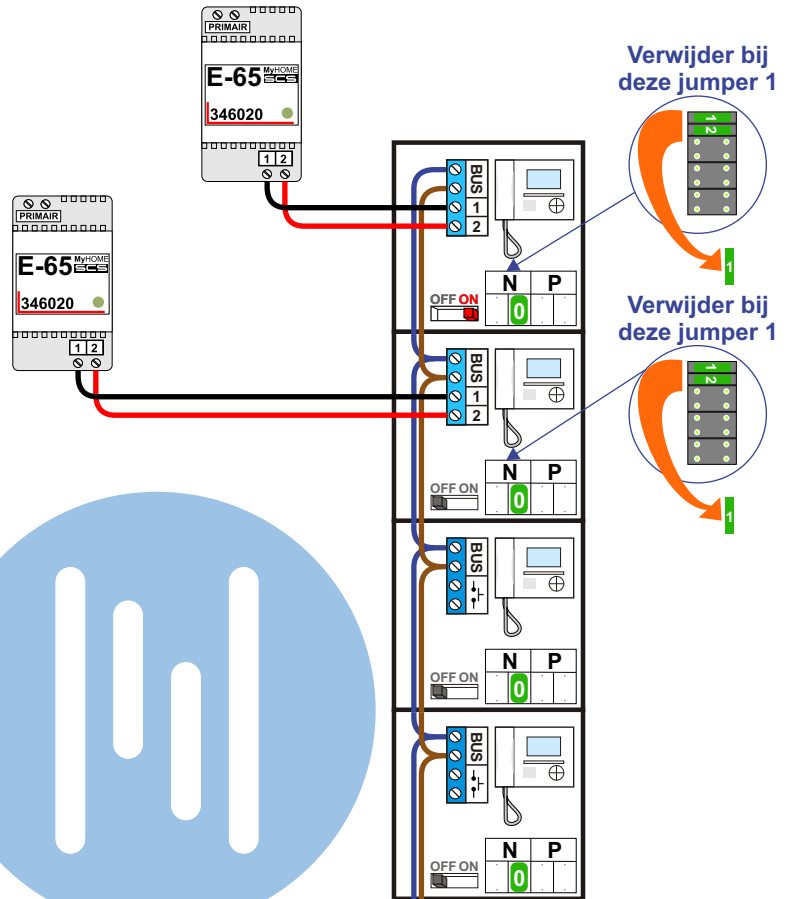 PRIMAIR
E-65 MyHOME SCS
346020
1 2
PRIMAIR
E-65 MyHOME SCS
346020
1 2
Verwijder bij
deze jumper 1
1
2
1
BUS
1
2
N P
OFF ON
0
Verwijder bij
deze jumper 1
1
2
1
BUS
1
2
N P
OFF ON
0
BUS
N P
OFF ON
0
BUS
N P
OFF ON
0